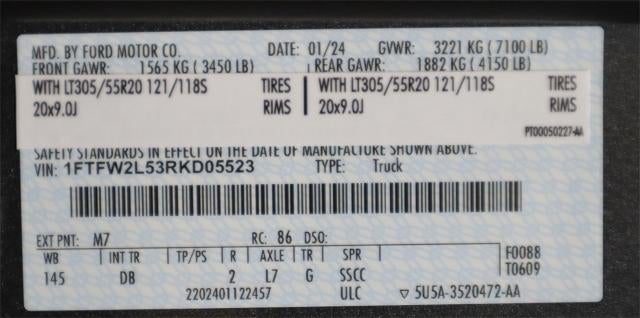 MFD. BY FORD MOTOR CO. DATE: 01/24 GVWR: 3221 KG ( 7100 LB)
FRONT GAWR: 1565 KG ( 3450 LB) REAR GAWR: 1882 KG ( 4150 LB)
WITH LT305/55R20 121/118S TIRES WITH LT305/55R20 121/118S TIRES
20x9.0J RIMS 20x9.0J RIMS
PT00050227-AA
SAFETY STANDARDS IN EFFECT ON THE DATE OF MANUFACTURE SHOWN ABOVE.
VIN: 1FTFW2L53RKD05523 TYPE: Truck
EXT PNT: M7 RC: 86 DSO:
WB INT TR TP/PS R AXLE TR SPR F0088
145 DB 2 L7 G SSCC T0609
2202401122457 ULC ▽ 5U5A-3520472-AA